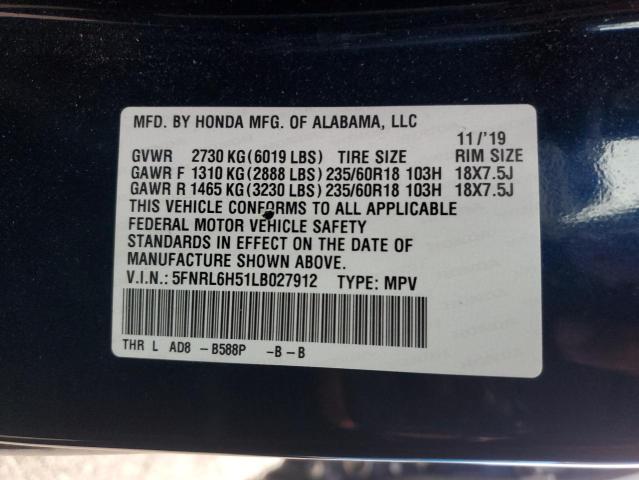 MFD. BY HONDA MFG. OF ALABAMA, LLC
11/'19
GVWR 2730 KG(6019 LBS) TIRE SIZE RIM SIZE
GAWR F 1310 KG(2888 LBS)235/60R18 103H 18X7.5J
GAWR R 1465 KG(3230 LBS)235/60R18 103H 18X7.5J
THIS VEHICLE CONFORMS TO ALL APPLICABLE
FEDERAL MOTOR VEHICLE SAFETY
STANDARDS IN EFFECT ON THE DATE OF
MANUFACTURE SHOWN ABOVE.
V.I.N.: 5FNRL6H51LB027912 TYPE: MPV
THR L AD8 -B588P -B-B